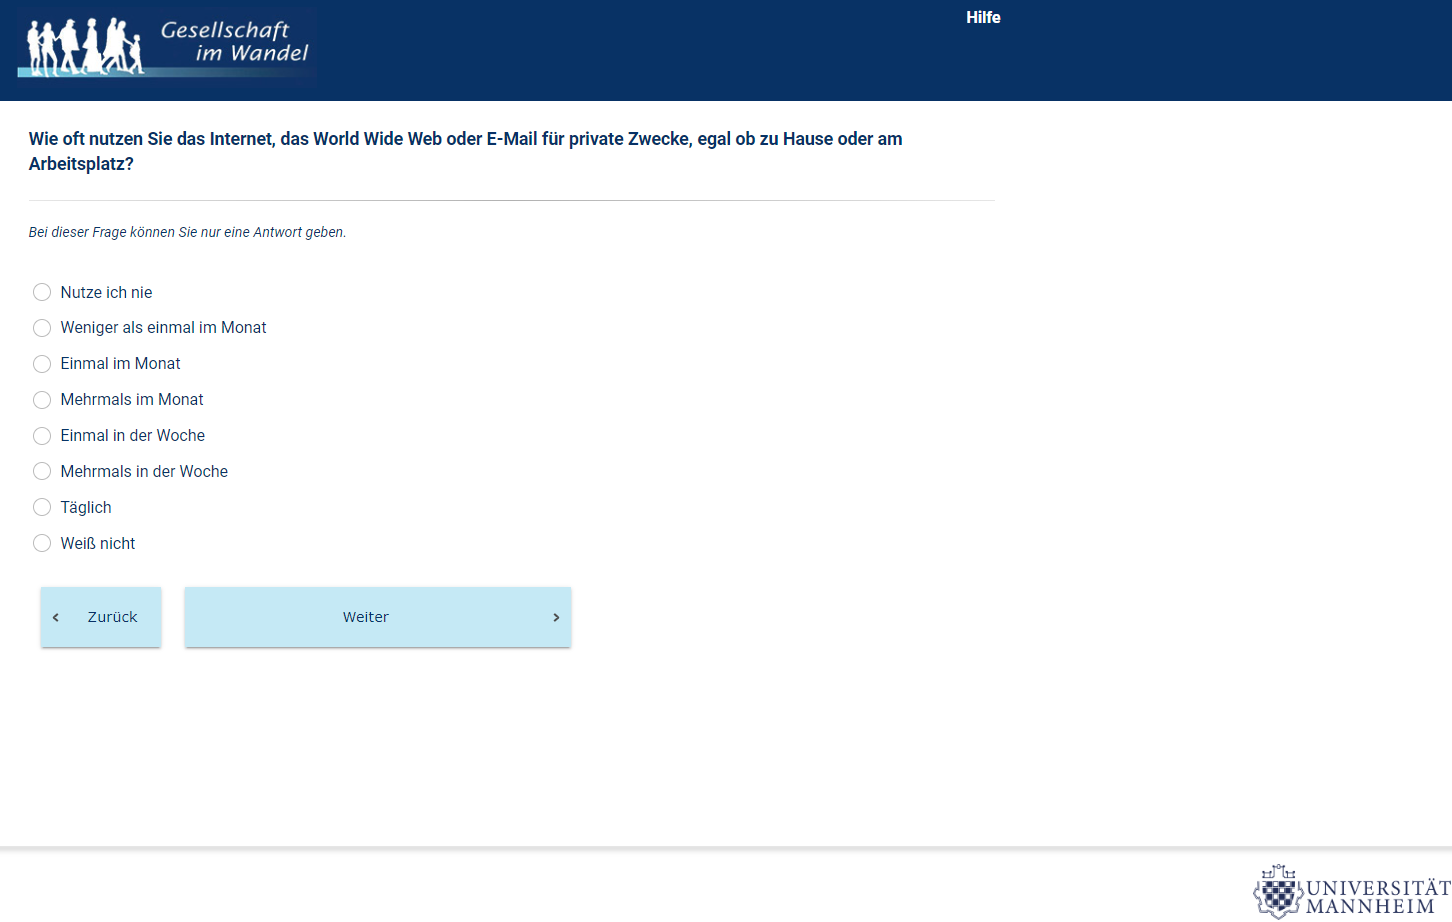 Gesellschaft
im Wandel
Hilfe
Wie oft nutzen Sie das Internet, das World Wide Web oder E-Mail für private Zwecke, egal ob zu Hause oder am
Arbeitsplatz?
Bei dieser Frage können Sie nur eine Antwort geben.
Nutze ich nie
Weniger als einmal im Monat
Einmal im Monat
Mehrmals im Monat
Einmal in der Woche
Mehrmals in der Woche
Täglich
Weiß nicht
‹ Zurück
Weiter ›
UNIVERSITÄT
MANNHEIM